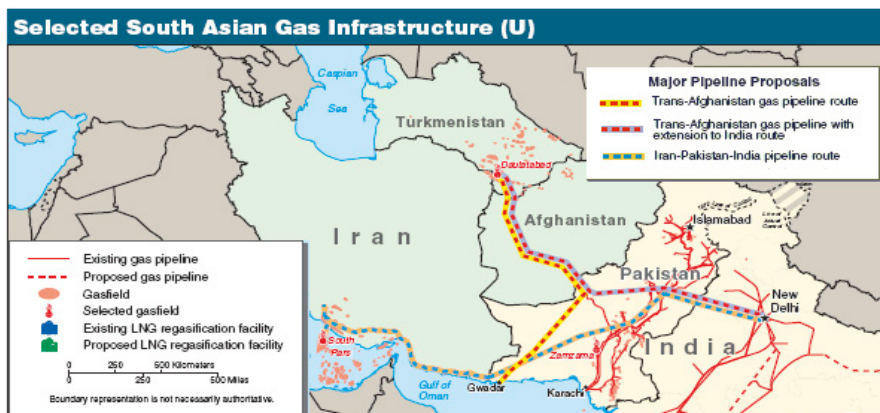 Selected South Asian Gas Infrastructure (U)
Caspian
Sea
Major Pipeline Proposals
Trans-Afghanistan gas pipeline route
Trans-Afghanistan gas pipeline with
extension to India route
Iran-Pakistan-India pipeline route
Turkmenistan
Dauletabad
Afghanistan
Islamabad
Line of
Actual
Control
Iran
Pakistan
New
Delhi
India
Existing gas pipeline
Proposed gas pipeline
Gasfield
Selected gasfield
Existing LNG regasification facility
Proposed LNG regasification facility
0 250 500 Kilometers
0 250 500 Miles
Boundary representation is not necessarily authoritative.
South
Pars
Gulf of
Oman
Gwadar
Zamzama
Karachi